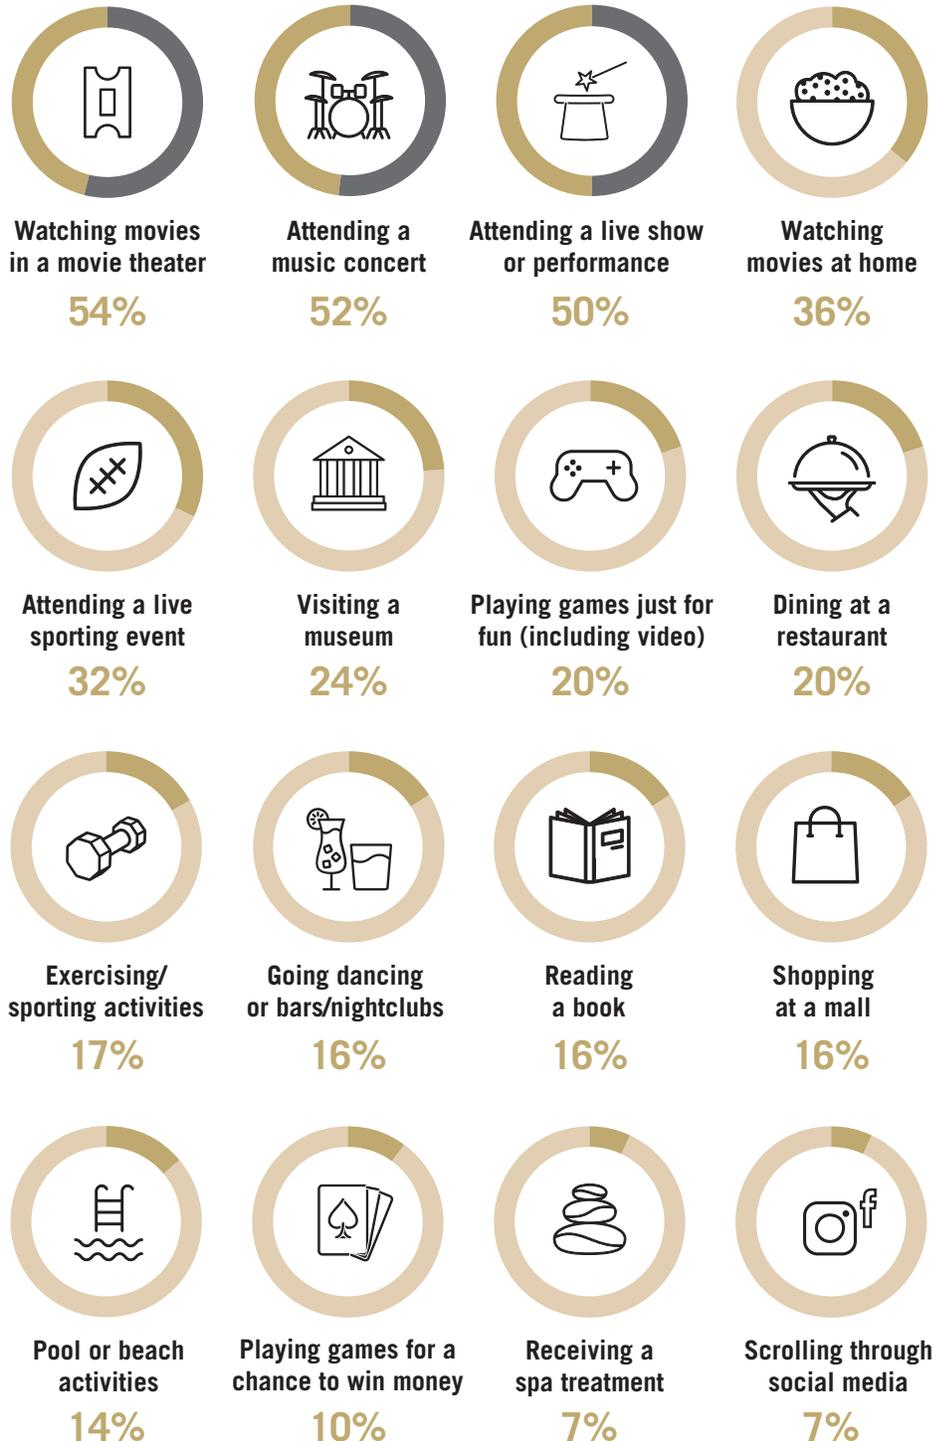 Watching movies
in a movie theater
54%
Attending a
music concert
52%
Attending a live show
or performance
50%
Watching
movies at home
36%
Attending a live
sporting event
32%
Visiting a
museum
24%
Playing games just for
fun (including video)
20%
Dining at a
restaurant
20%
Exercising/
sporting activities
17%
Going dancing
or bars/nightclubs
16%
Reading
a book
16%
Shopping
at a mall
16%
Pool or beach
activities
14%
Playing games for a
chance to win money
10%
Receiving a
spa treatment
7%
Scrolling through
social media
7%